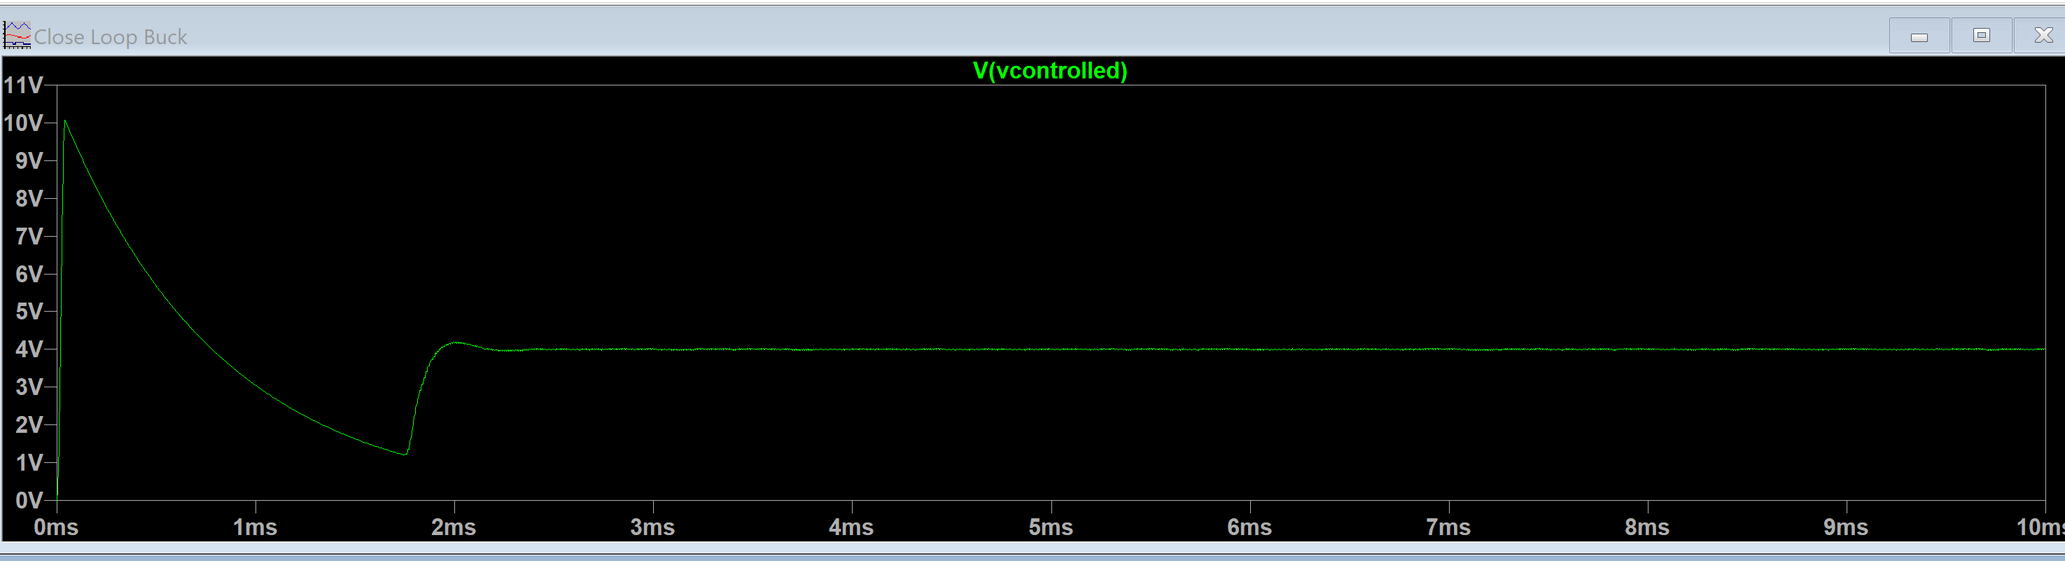 Close Loop Buck
V(vcontrolled)
11V
10V
9V
8V
7V
6V
5V
4V
3V
2V
1V
0V
0ms 1ms 2ms 3ms 4ms 5ms 6ms 7ms 8ms 9ms 10ms